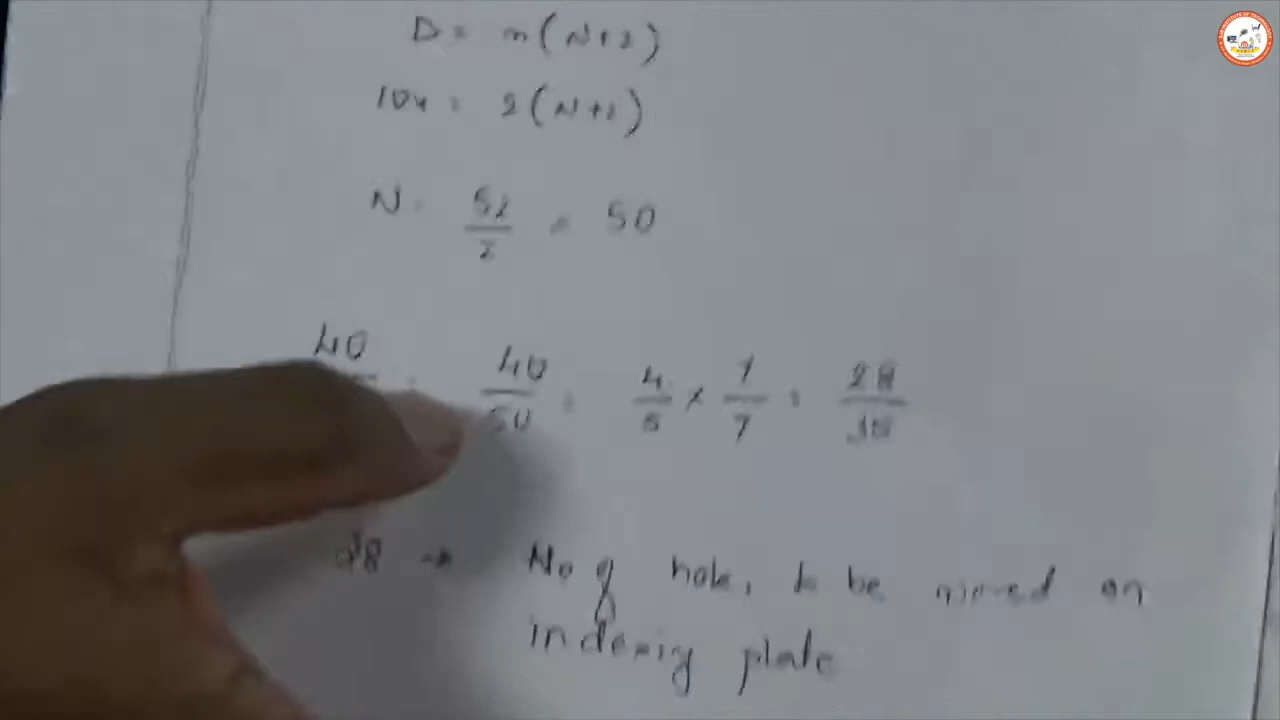 D = m(N+2)
104 = 2(N+2)
N = 52/2 = 50
40 = 40/50 = 4/5 × 7/7 = 28/35
28 → No of holes to be moved on
indexing plate